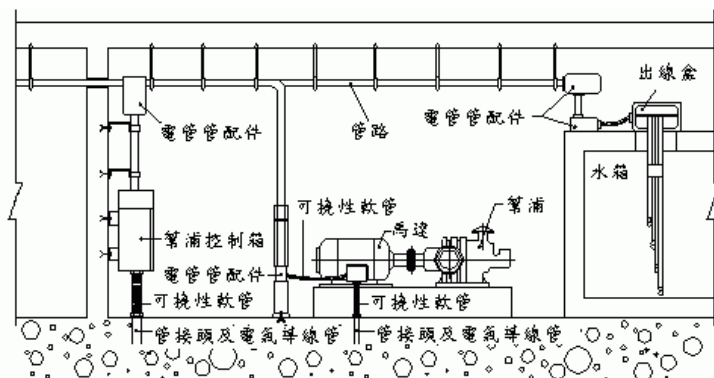 出線盒
電管管配件
管路
電管管配件
水箱
可撓性軟管
馬達
幫浦
幫浦控制箱
電管管配件
可撓性軟管
可撓性軟管
管接頭及電氣導線管
管接頭及電氣導線管